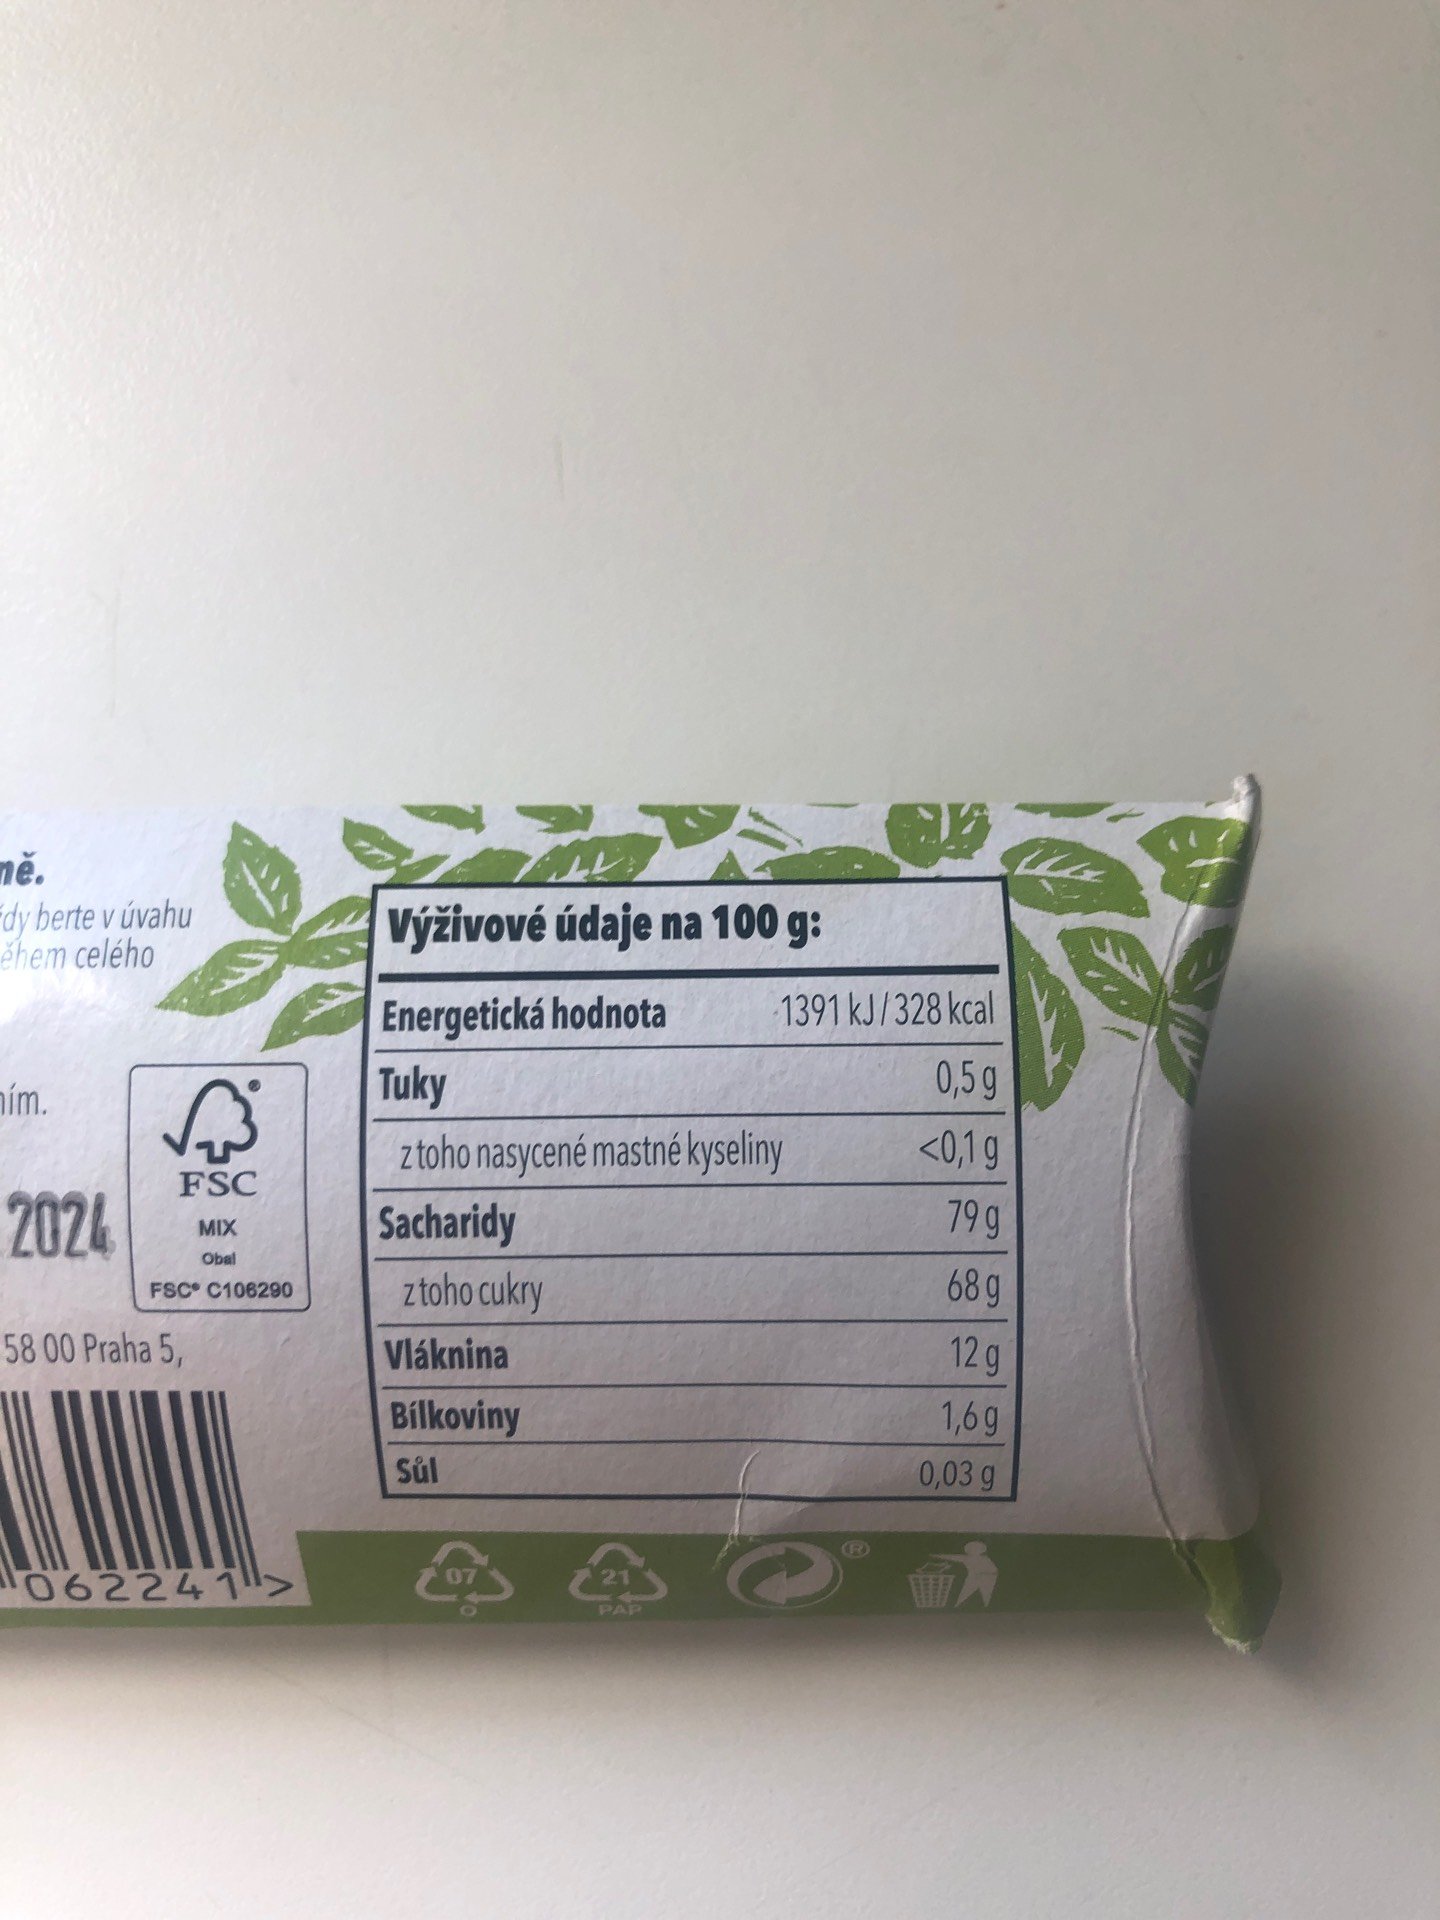 ně.
dy berte v úvahu
ěhem celého
ním.
2024
FSC®
MIX
Obal
FSC® C106290
58 00 Praha 5,
062241>
Výživové údaje na 100 g:
Energetická hodnota 1391 kJ / 328 kcal
Tuky 0,5 g
z toho nasycené mastné kyseliny <0,1 g
Sacharidy 79 g
z toho cukry 68 g
Vláknina 12 g
Bílkoviny 1,6 g
Sůl 0,03 g
07 21 ®
O PAP